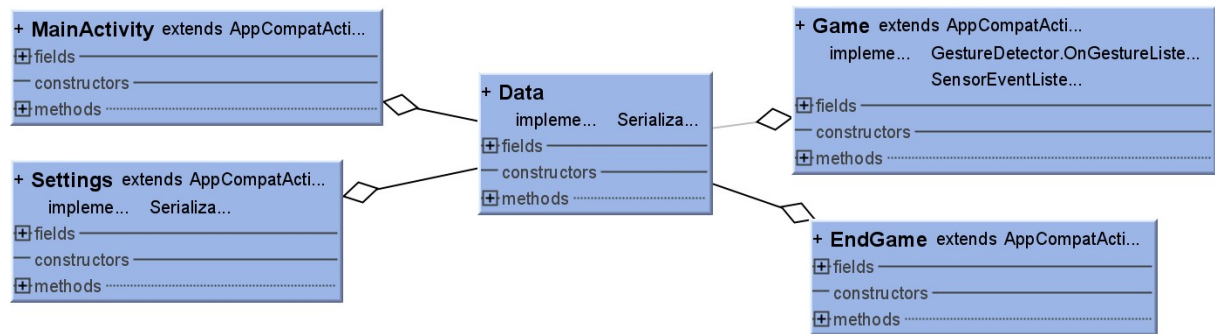 + MainActivity extends AppCompatActi...
fields
constructors
methods
+ Settings extends AppCompatActi...
impleme... Serializa...
fields
constructors
methods
+ Data
impleme... Serializa...
fields
constructors
methods
+ Game extends AppCompatActi...
impleme... GestureDetector.OnGestureListe...
SensorEventListe...
fields
constructors
methods
+ EndGame extends AppCompatActi...
fields
constructors
methods